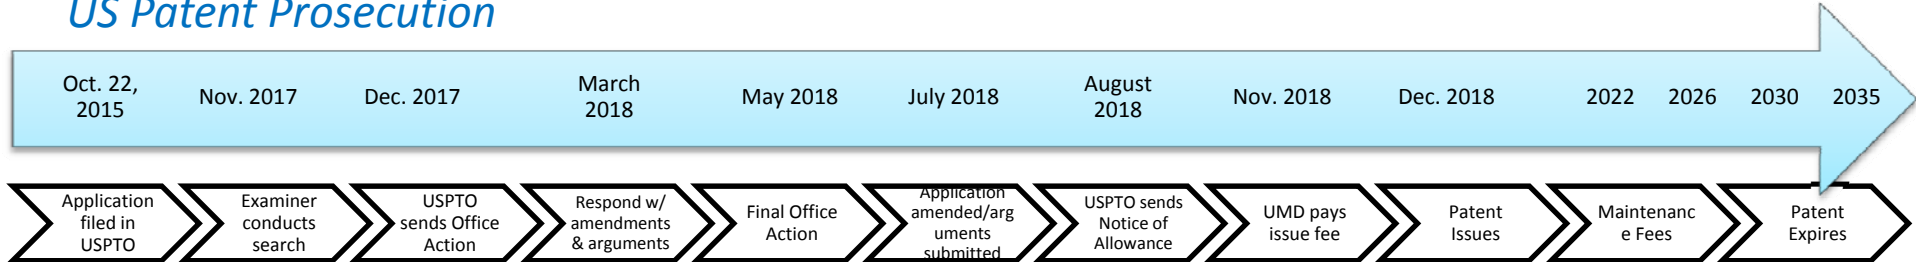 US Patent Prosecution
Oct. 22,
2015
Nov. 2017
Dec. 2017
March
2018
May 2018
July 2018
August
2018
Nov. 2018
Dec. 2018
2022
2026
2030
2035
Application
filed in
USPTO
Examiner
conducts
search
USPTO
sends Office
Action
Respond w/
amendments
& arguments
Final Office
Action
Application
amended/arg
uments
submitted
USPTO sends
Notice of
Allowance
UMD pays
issue fee
Patent
Issues
Maintenanc
e Fees
Patent
Expires